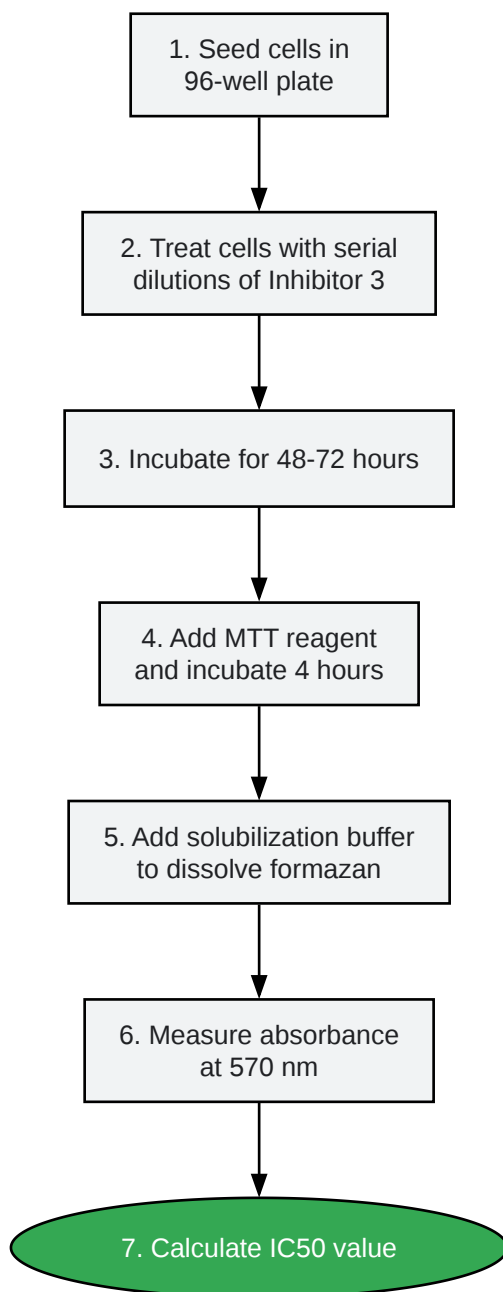 1. Seed cells in
96-well plate
2. Treat cells with serial
dilutions of Inhibitor 3
3. Incubate for 48-72 hours
4. Add MTT reagent
and incubate 4 hours
5. Add solubilization buffer
to dissolve formazan
6. Measure absorbance
at 570 nm
7. Calculate IC50 value